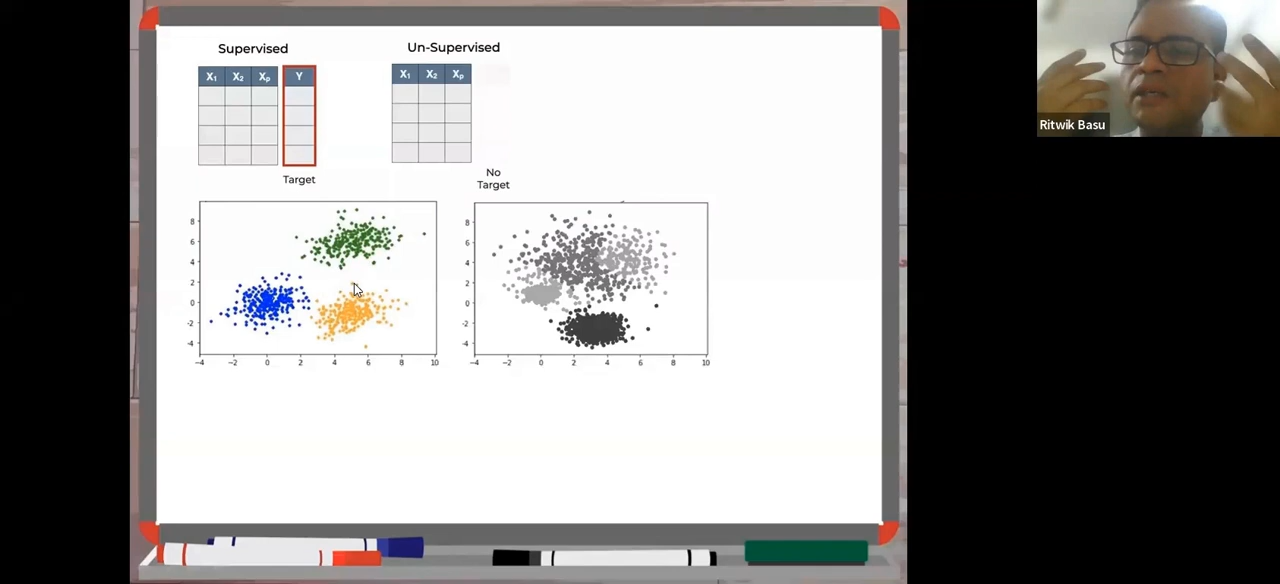 Supervised
Un-Supervised
X₁ X₂ Xₚ Y
X₁ X₂ Xₚ
Target
No
Target
8
6
4
2
0
-2
-4
-4 -2 0 2 4 6 8 10
8
6
4
2
0
-2
-4
-4 -2 0 2 4 6 8 10
Ritwik Basu